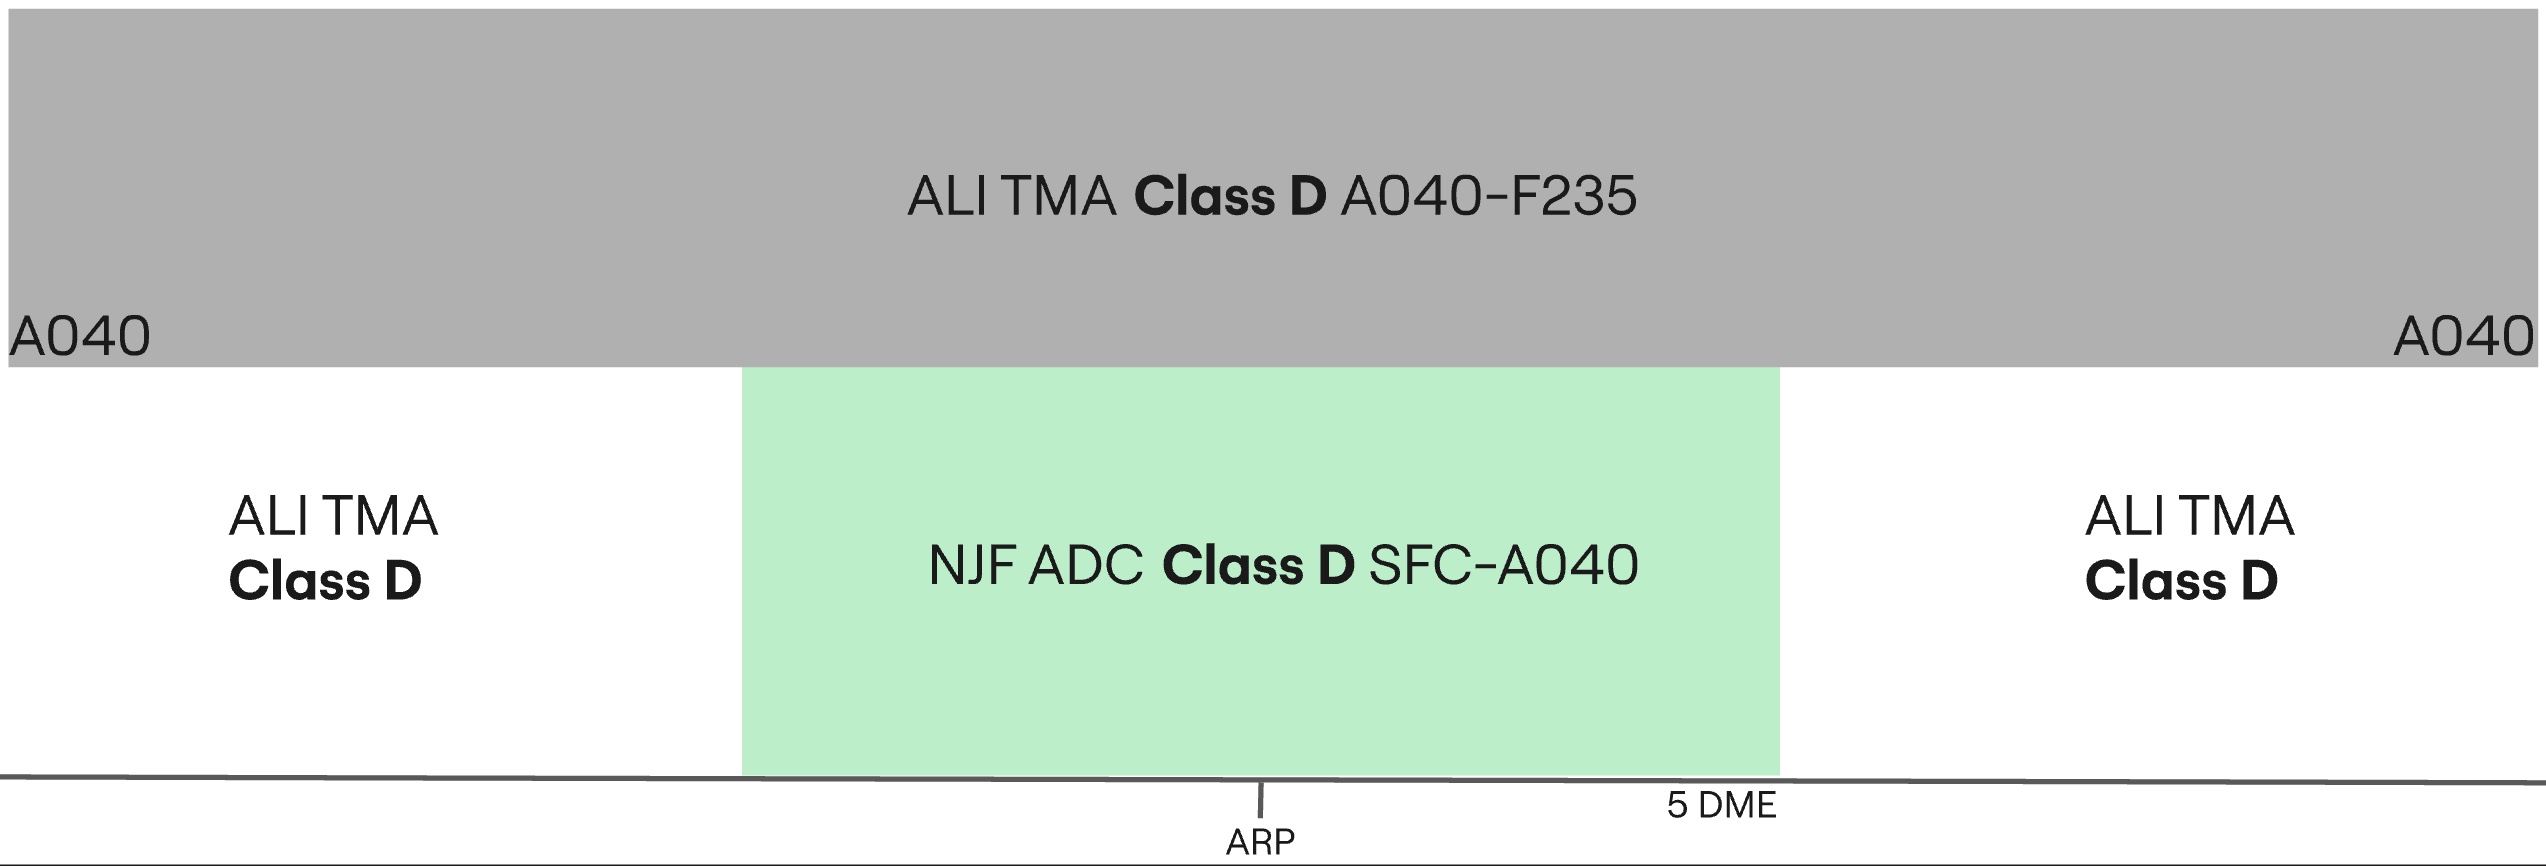 ALI TMA Class D A040-F235
A040
A040
ALI TMA
Class D
NJF ADC Class D SFC-A040
ALI TMA
Class D
5 DME
ARP